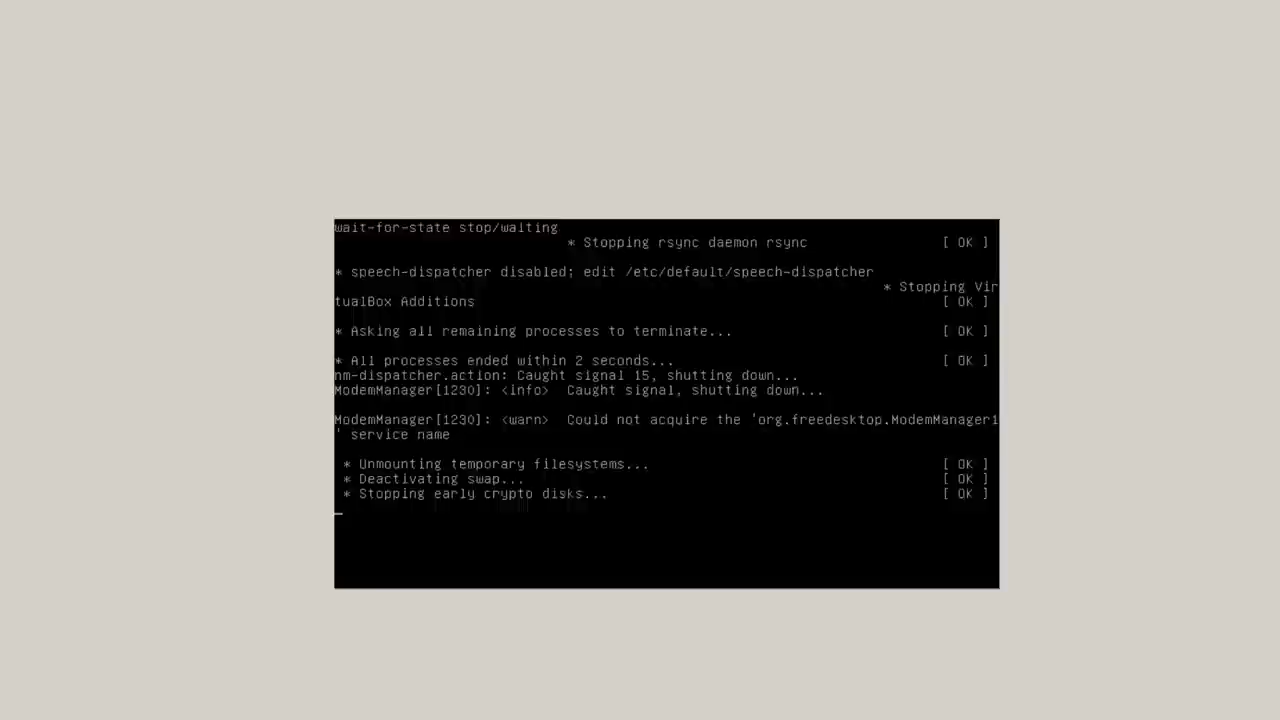 wait-for-state stop/waiting
* Stopping rsync daemon rsync [ OK ]
* speech-dispatcher disabled; edit /etc/default/speech-dispatcher
* Stopping Vir
tualBox Additions [ OK ]
* Asking all remaining processes to terminate... [ OK ]
* All processes ended within 2 seconds... [ OK ]
nm-dispatcher.action: Caught signal 15, shutting down...
ModemManager[1230]: <info>  Caught signal, shutting down...
ModemManager[1230]: <warn>  Could not acquire the 'org.freedesktop.ModemManager1
' service name
* Unmounting temporary filesystems... [ OK ]
* Deactivating swap... [ OK ]
* Stopping early crypto disks... [ OK ]